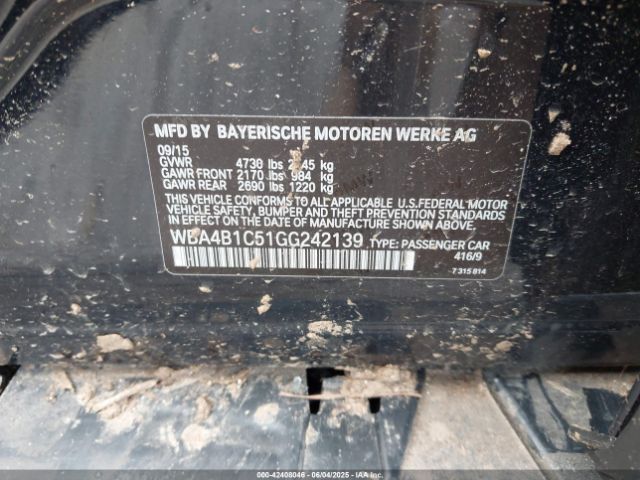 MFD BY BAYERISCHE MOTOREN WERKE AG
09/15
GVWR 4730 lbs kg
GAWR FRONT 2170 lbs 984 kg
GAWR REAR 2690 lbs 1220 kg
THIS VEHICLE CONFORMS TO ALL APPLICABLE U.S.FEDERAL MOTOR
VEHICLE SAFETY, BUMPER, AND THEFT PREVENTION STANDARDS
IN EFFECT ON THE DATE OF MANUFACTURE SHOWN ABOVE.
WBA4B1C51GG242139 TYPE: PASSENGER CAR
416/9
7 315 814
000-42408046 - 06/04/2025 - IAA Inc.